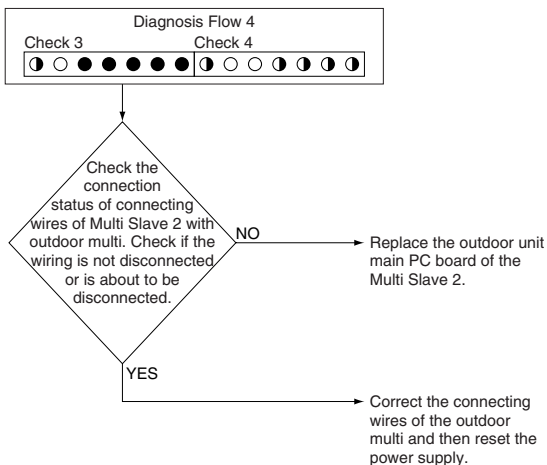 Diagnosis Flow 4
Check 3 Check 4
Check the
connection
status of connecting
wires of Multi Slave 2 with
outdoor multi. Check if the
wiring is not disconnected
or is about to be
disconnected.
NO
Replace the outdoor unit
main PC board of the
Multi Slave 2.
YES
Correct the connecting
wires of the outdoor
multi and then reset the
power supply.